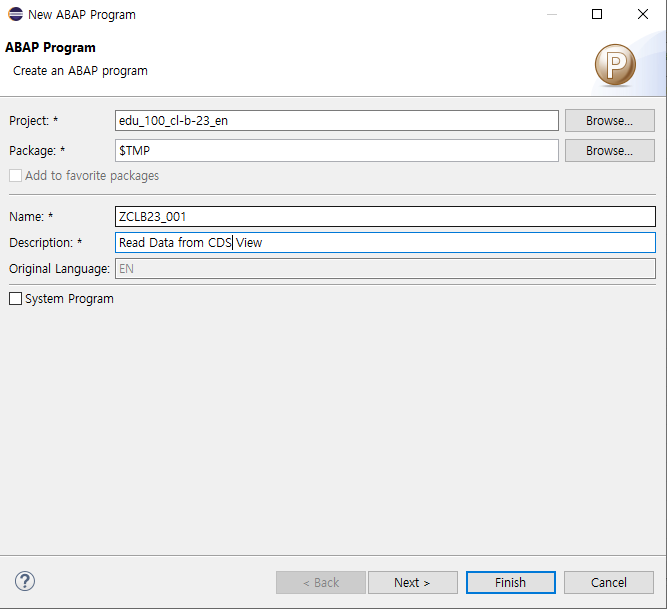 New ABAP Program
ABAP Program
Create an ABAP program
P
Project: * edu_100_cl-b-23_en Browse...
Package: * $TMP Browse...
Add to favorite packages
Name: * ZCLB23_001
Description: * Read Data from CDS View
Original Language: EN
System Program
? < Back Next > Finish Cancel